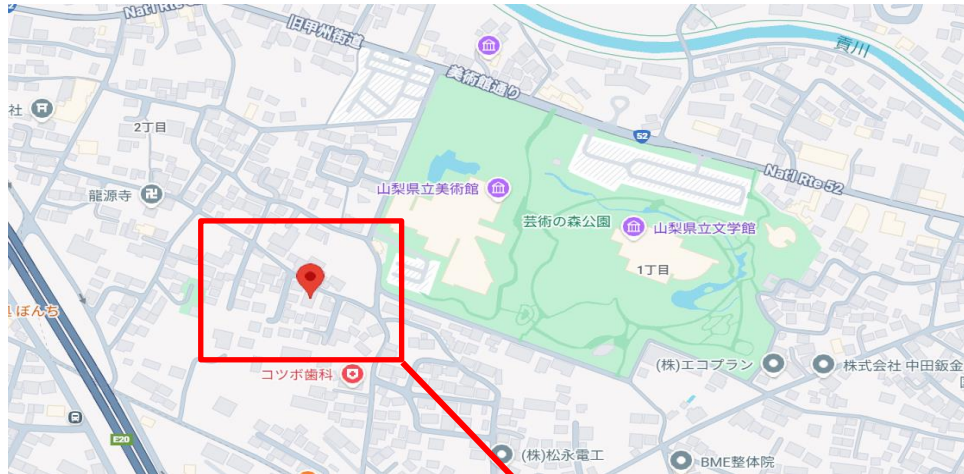 Nat'l Rte
旧甲州街道
貢川
美術館通り
社
2丁目
52
Nat'l Rte 52
龍源寺
山梨県立美術館
芸術の森公園
山梨県立文学館
1丁目
ぼんち
(株)エコプラン
株式会社 中田鈑金
コツボ歯科
E20
(株)松永電工
BME整体院